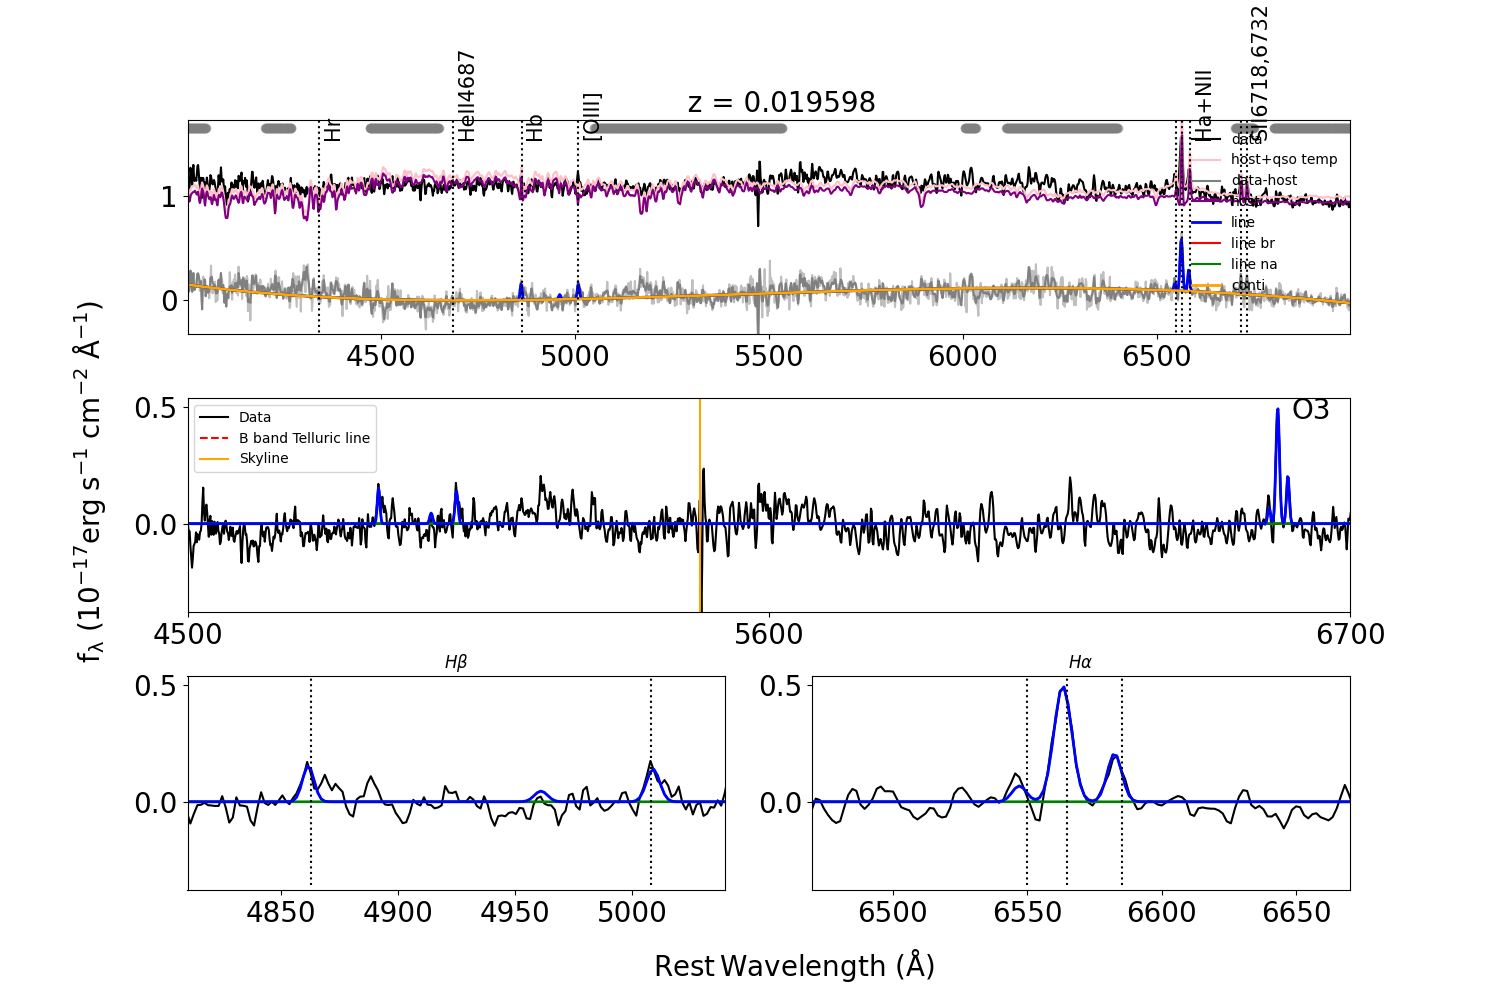 z = 0.019598
Hr
HeII4687
Hb
[OIII]
Ha+NII
SII6718,6732
data
host+qso temp
data-host
host
line
line br
line na
conti
1
0
4500
5000
5500
6000
6500
f_λ (10^{-17} erg s^{-1} cm^{-2} Å^{-1})
0.5
0.0
Data
B band Telluric line
Skyline
O3
4500
5600
6700
Hβ
0.5
0.0
4850
4900
4950
5000
Hα
0.5
0.0
6500
6550
6600
6650
Rest Wavelength (Å)